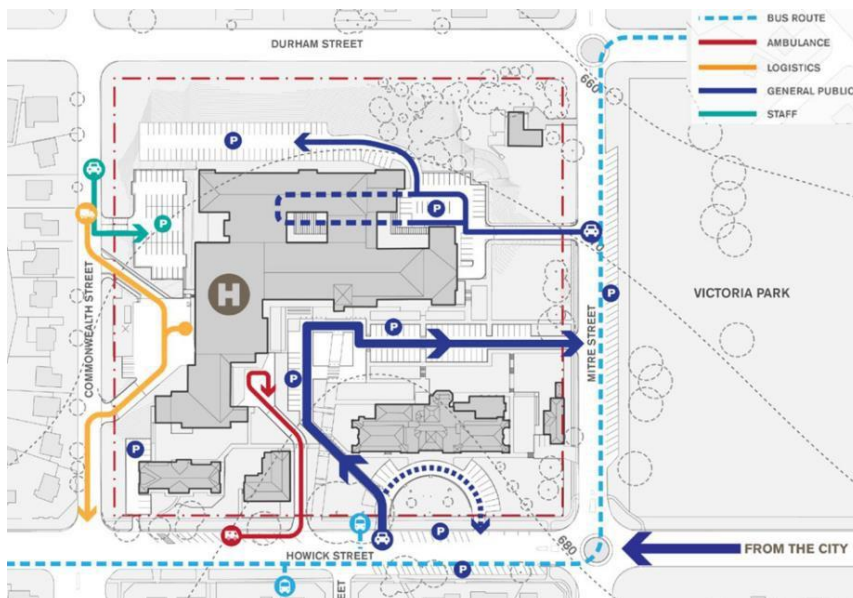 DURHAM STREET
BUS ROUTE
AMBULANCE
LOGISTICS
GENERAL PUBLIC
STAFF
660
P
P
P
H
COMMONWEALTH STREET
MITRE STREET
P
VICTORIA PARK
P
P
P
P
680
FROM THE CITY
HOWICK STREET
P